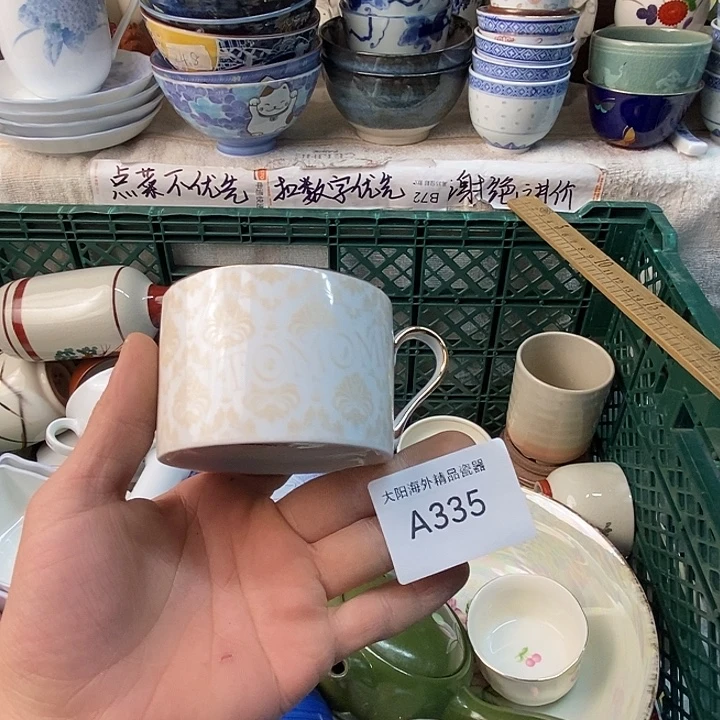 点菜不优先
扣数字优先
B72
谢绝讲价
大阳海外精品瓷器
A335